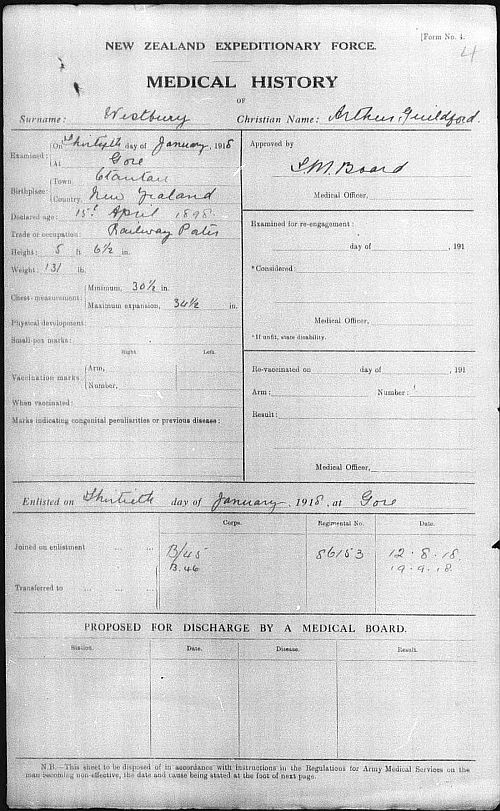 [Form No. 4.
4
NEW ZEALAND EXPEDITIONARY FORCE.
MEDICAL HISTORY
OF
Surname: Westbury Christian Name: Arthur Guildford.
Examined: On Thirtieth day of January, 1918
At Gore
Birthplace: Town, Clanton
Country, New Zealand
Declared age: 15th April 1898
Trade or occupation: Railway Porter
Height: 5 ft 6½ in.
Weight: 131 lb.
Chest-measurement: Minimum, 30½ in.
Maximum expansion, 34½ in.
Physical development
Small-pox marks:
Right Left.
Vaccination marks Arm,
Number,
When vaccinated:
Marks indicating congenital peculiarities or previous disease:
Approved by
Board
Medical Officer,
Examined for re-engagement:
day of , 191
*Considered:
Medical Officer,
*If unfit, state disability.
Re-vaccinated on day of , 191
Arm: Number:
Result:
Medical Officer,
Enlisted on Thirtieth day of January, 1918, at Gore
Corps. Regimental No. Date.
Joined on enlistment ... ... B/45 86153 12.8.18
B.46 19.9.18
Transferred to ... ...
PROPOSED FOR DISCHARGE BY A MEDICAL BOARD.
Station. Date. Disease. Result.
N.B.—This sheet to be disposed of in accordance with instructions in the Regulations for Army Medical Services on the
man becoming non-effective, the date and cause being stated at the foot of next page.